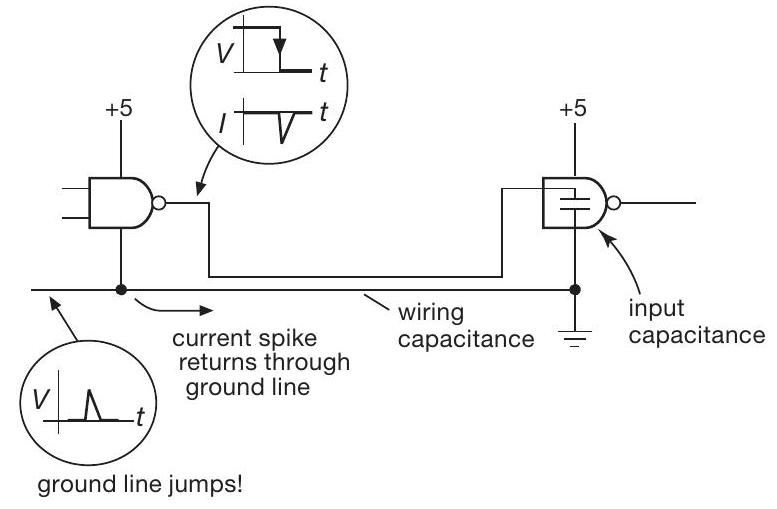 V
t
I
t
+5
+5
wiring
capacitance
input
capacitance
current spike
returns through
ground line
V
t
ground line jumps!